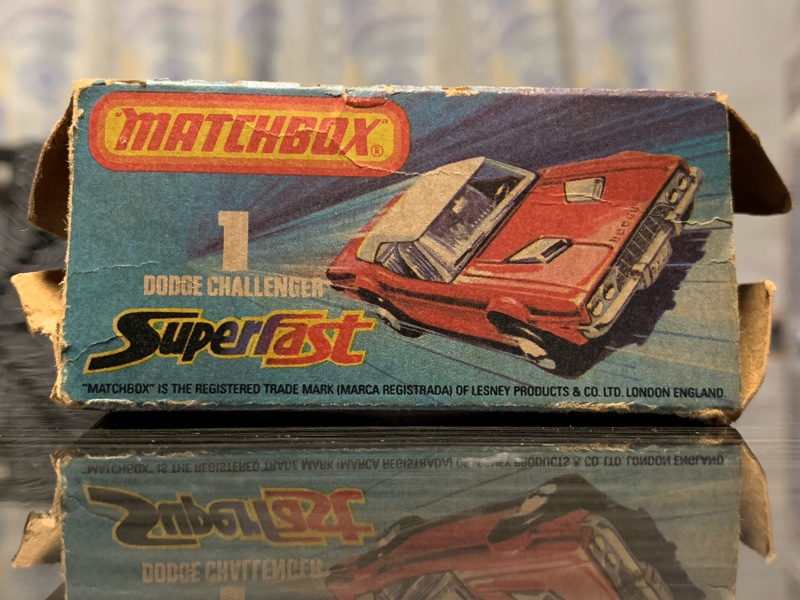 "MATCHBOX"®
1
DODGE CHALLENGER
Superfast
"MATCHBOX" IS THE REGISTERED TRADE MARK (MARCA REGISTRADA) OF LESNEY PRODUCTS & CO. LTD. LONDON ENGLAND.
DODGE